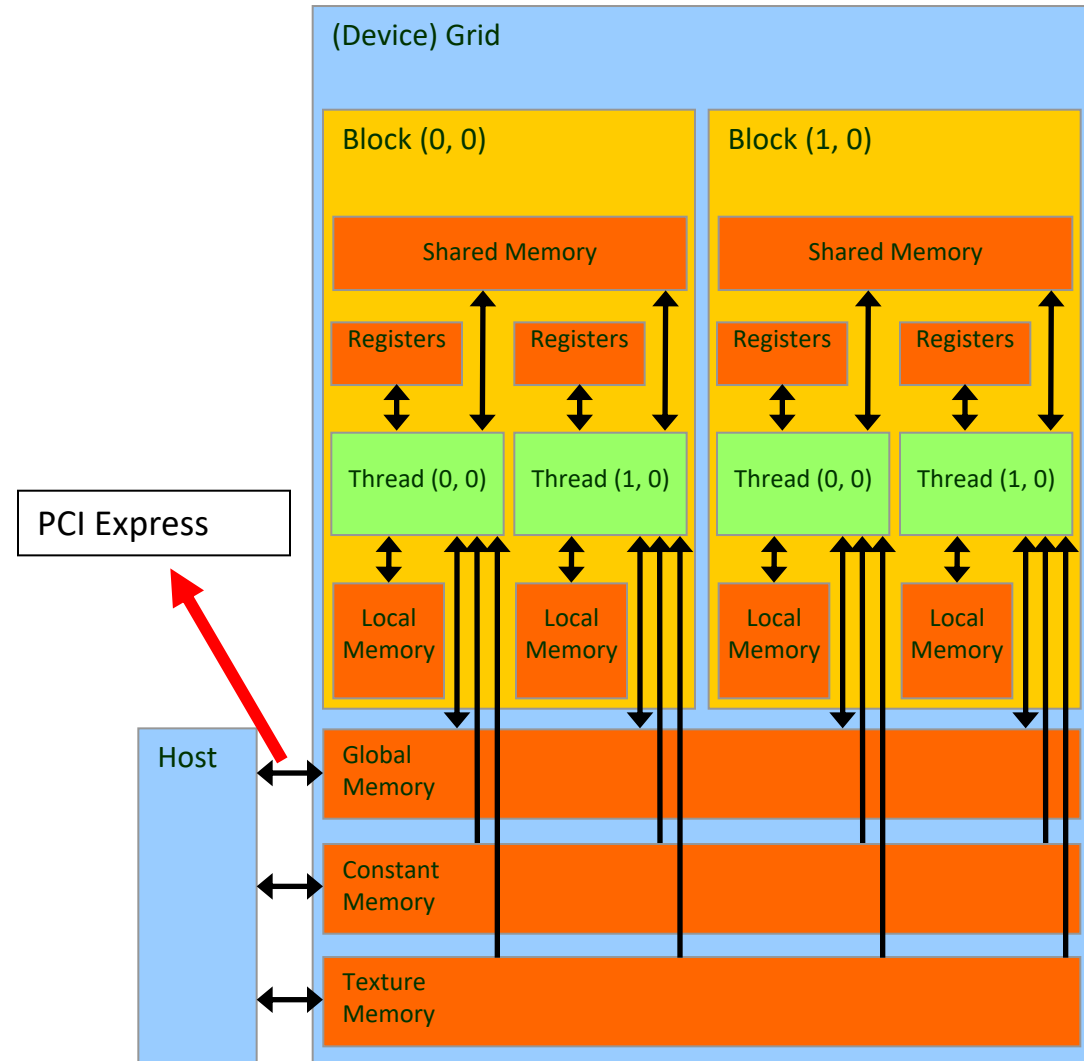 (Device) Grid
Block (0, 0)
Block (1, 0)
Shared Memory
Shared Memory
Registers
Registers
Registers
Registers
Thread (0, 0)
Thread (1, 0)
Thread (0, 0)
Thread (1, 0)
PCI Express
Local
Memory
Local
Memory
Local
Memory
Local
Memory
Host
Global
Memory
Constant
Memory
Texture
Memory